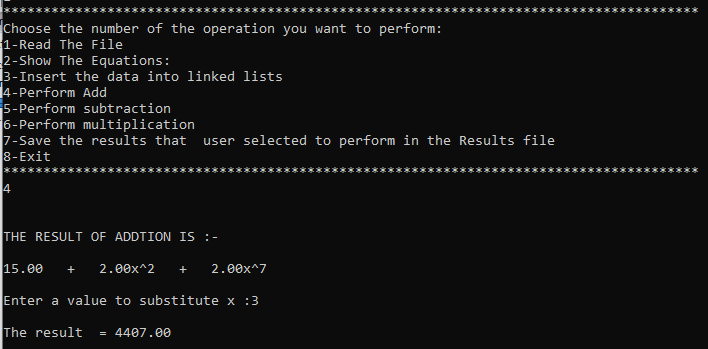 ***************************************************************************************
Choose the number of the operation you want to perform:
1-Read The File
2-Show The Equations:
3-Insert the data into linked lists
4-Perform Add
5-Perform subtraction
6-Perform multiplication
7-Save the results that  user selected to perform in the Results file
8-Exit
***************************************************************************************
4
THE RESULT OF ADDTION IS :-
15.00   +   2.00x^2   +   2.00x^7
Enter a value to substitute x :3
The result  = 4407.00